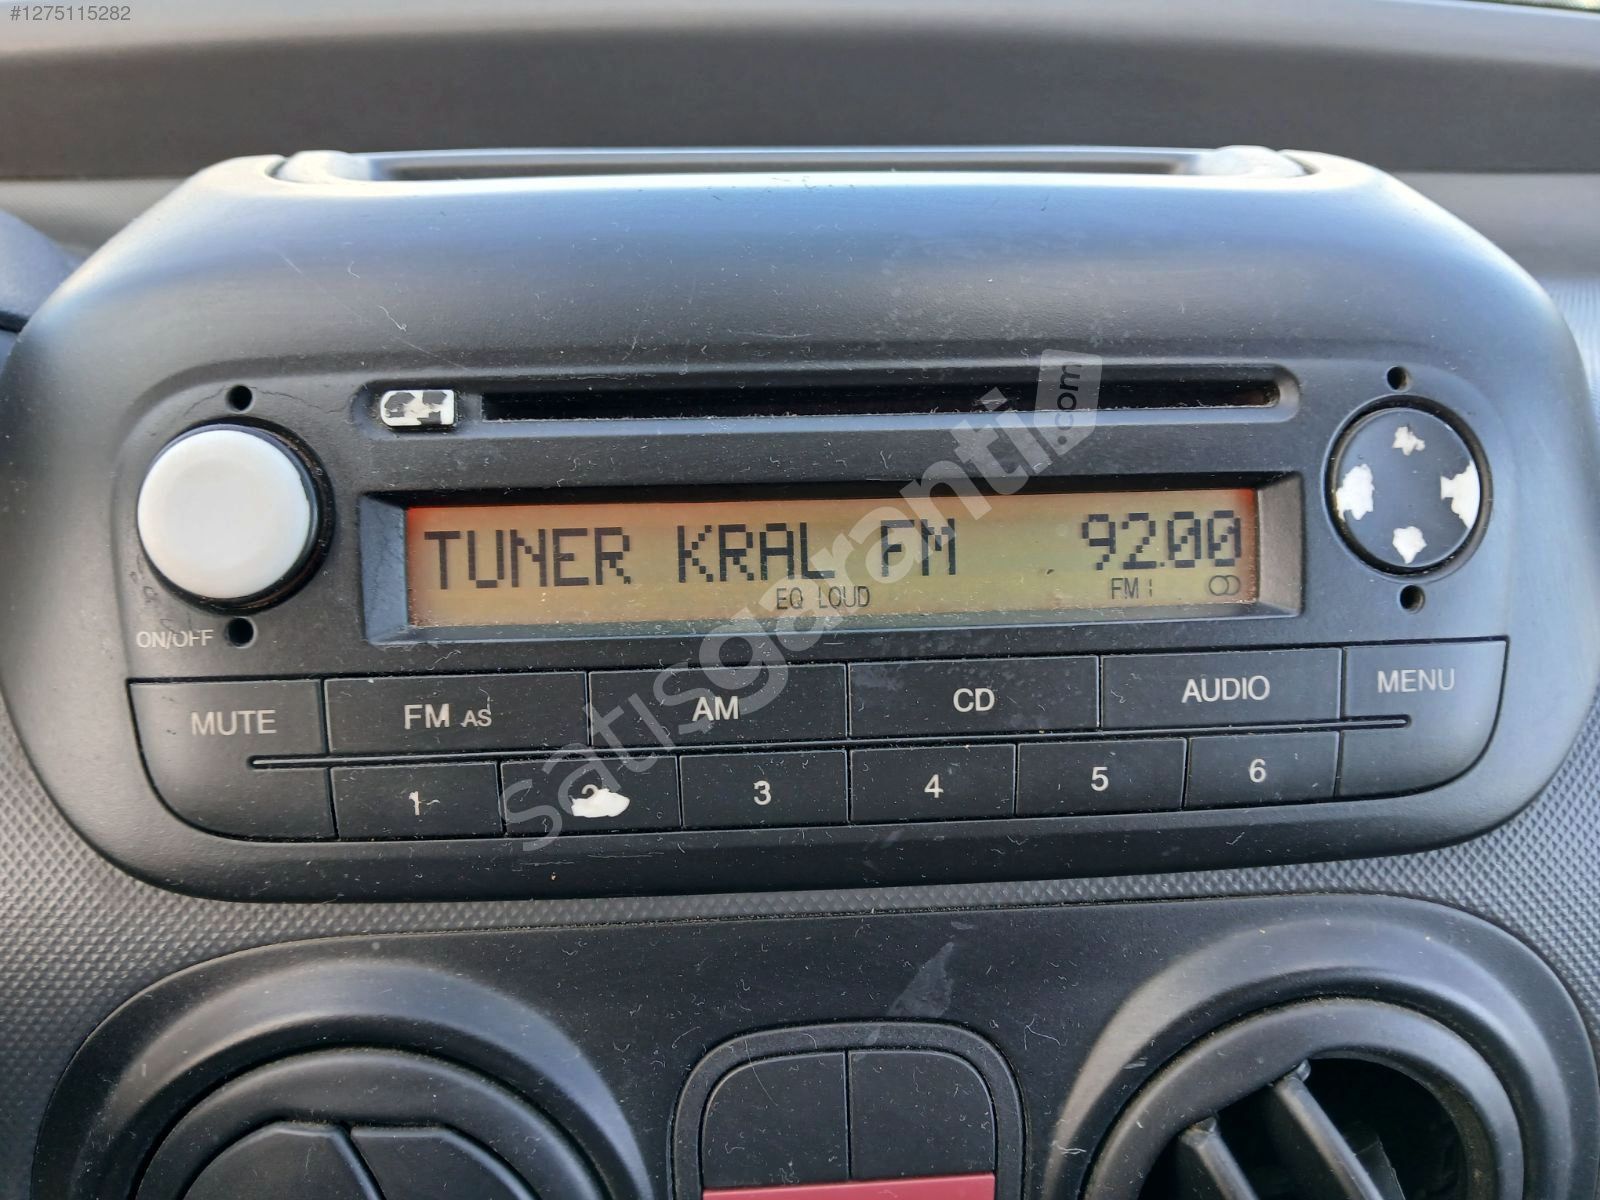 #1275115282
TUNER KRAL FM 92.00
EQ LOUD FM1
ON/OFF
MUTE FM AS AM CD AUDIO MENU
1 2 3 4 5 6
satışgaranti.com